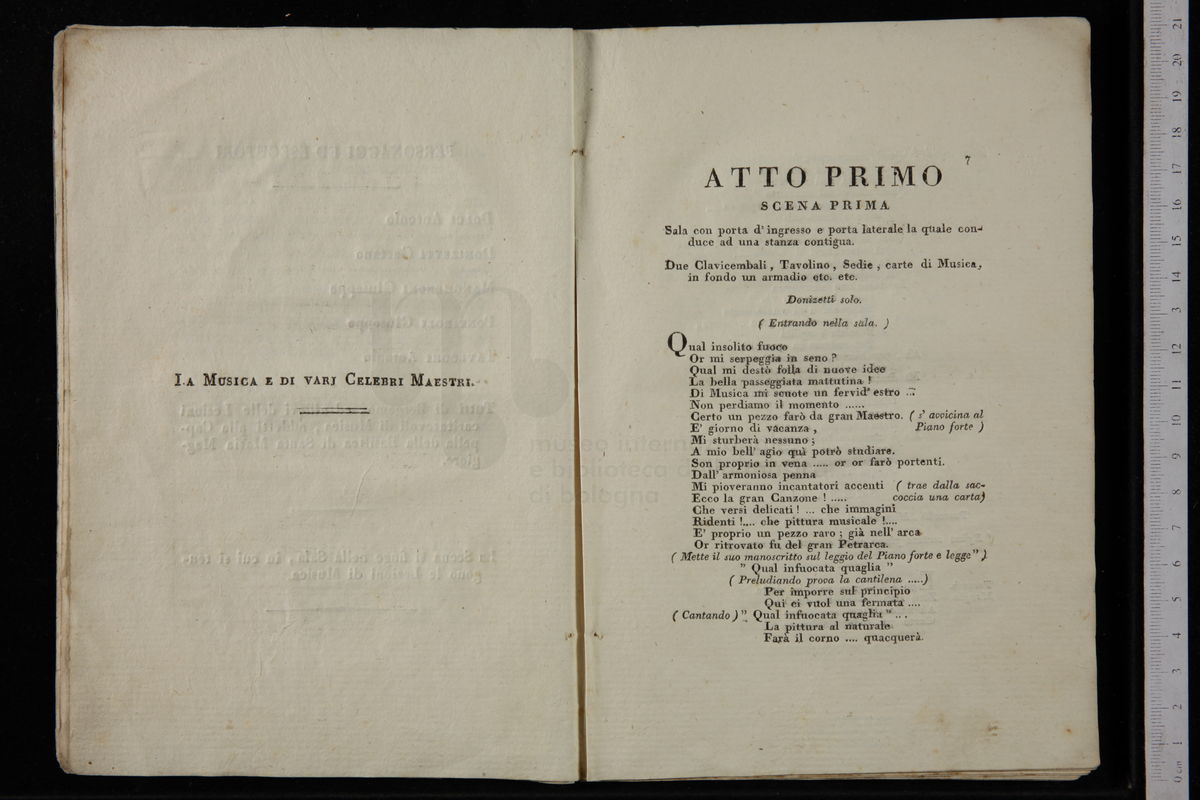 La Musica e di varj Celebri Maestri.
7
ATTO PRIMO
SCENA PRIMA
Sala con porta d' ingresso e porta laterale la quale con-
duce ad una stanza contigua.
Due Clavicembali, Tavolino, Sedie, carte di Musica,
in fondo un armadio etc. etc.
Donizetti solo.
( Entrando nella sala. )
Qual insolito fuoco
Or mi serpeggia in seno ?
Qual mi destò folla di nuove idee
La bella passeggiata mattutina !
Di Musica mi scuote un fervid' estro ...
Non perdiamo il momento ......
Certo un pezzo farò da gran Maestro. ( s' avvicina al
E' giorno di vacanza , Piano forte )
Mi sturberà nessuno ;
A mio bell' agio quà potrò studiare.
Son proprio in vena ..... or or farò portenti.
Dall' armoniosa penna
Mi pioveranno incantatori accenti ( trae dalla sac-
Ecco la gran Canzone ! ..... coccia una carta)
Che versi delicati ! ... che immagini
Ridenti !.... che pittura musicale !....
E' proprio un pezzo raro ; già nell' arca
Or ritrovato fu del gran Petrarca.
( Mette il suo manoscritto sul leggio del Piano forte e legge" )
" Qual infuocata quaglia "
( Preludiando prova la cantilena .....)
Per imporre sul principio
Qui ci vuol una fermata ....
( Cantando ) " Qual infuocata quaglia " ...
La pittura al naturale
Farà il corno .... quacquerà.
museo intern
e biblioteca d
di bologna